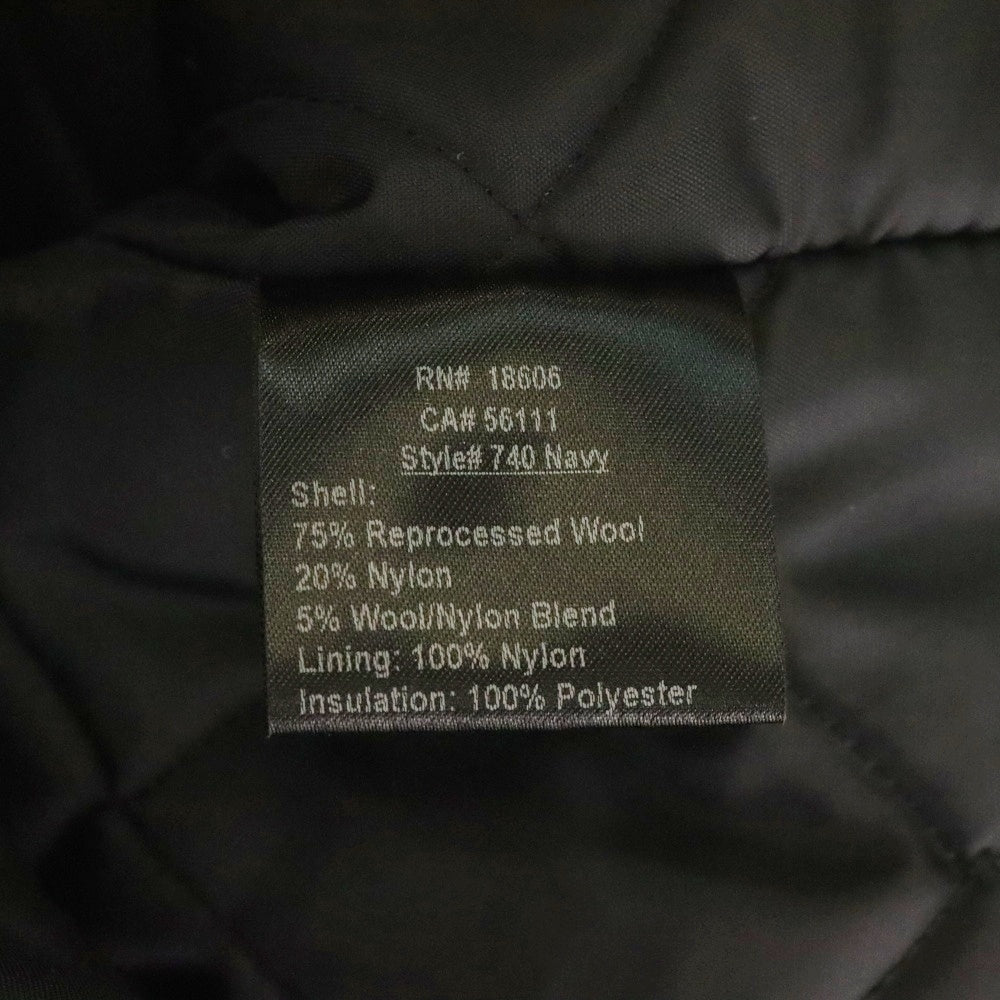 RN# 18606
CA# 56111
Style# 740 Navy
Shell:
75% Reprocessed Wool
20% Nylon
5% Wool/Nylon Blend
Lining: 100% Nylon
Insulation: 100% Polyester